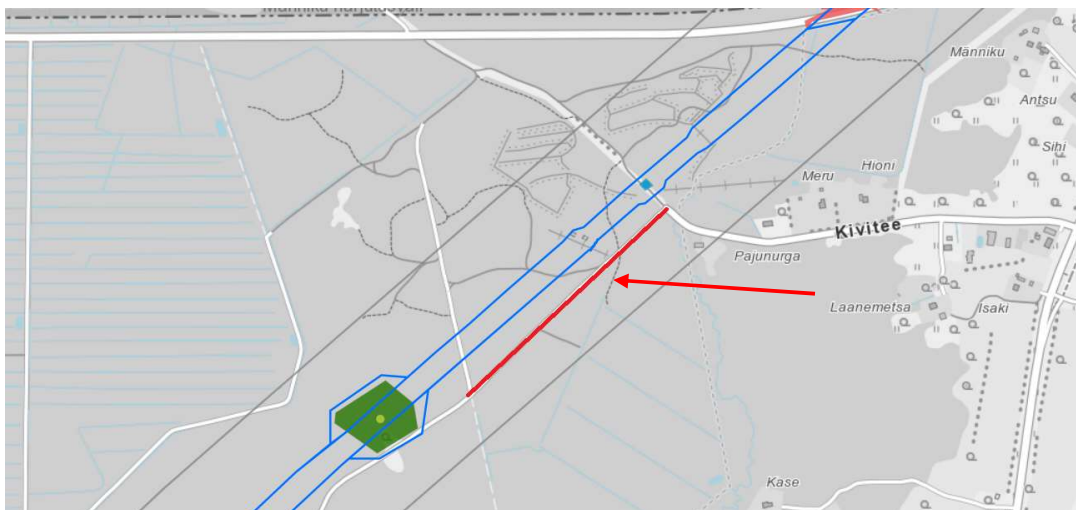 Männiku
Antsu
Sihi
Hioni
Meru
Kivitee
Pajunurga
Laanemetsa
Isaki
Kase